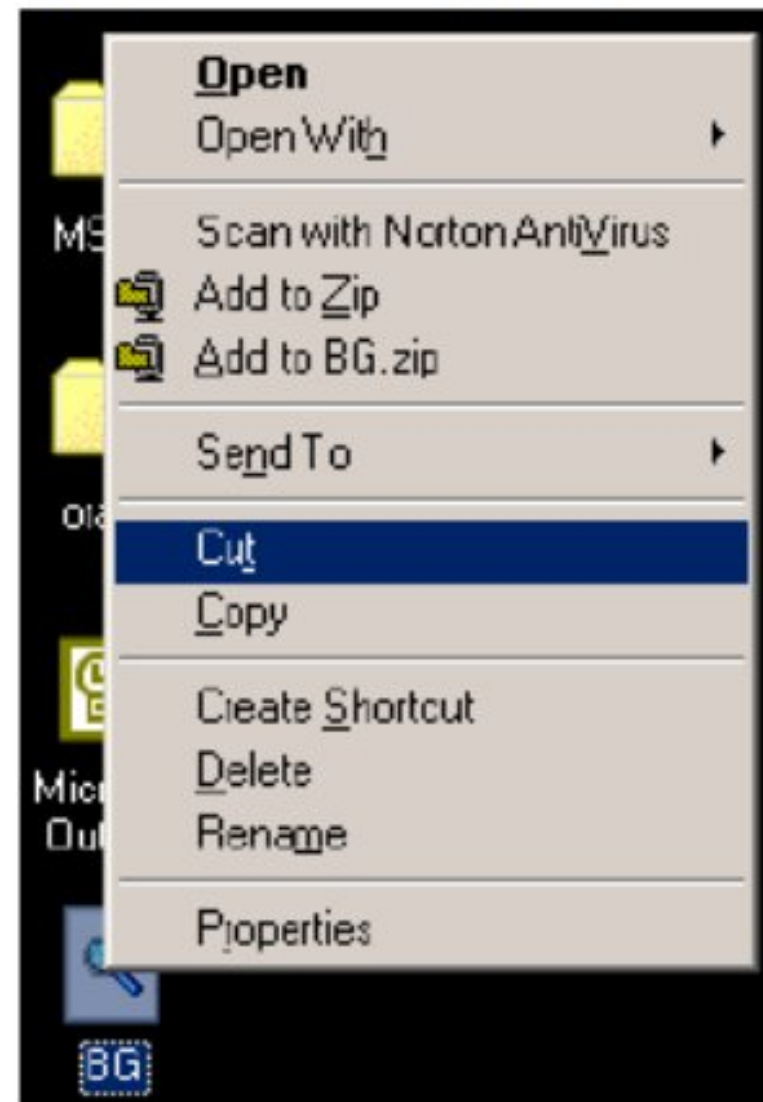 Open
Open With
Scan with Norton AntiVirus
Add to Zip
Add to BG.zip
Send To
Cut
Copy
Create Shortcut
Delete
Rename
Properties
BG